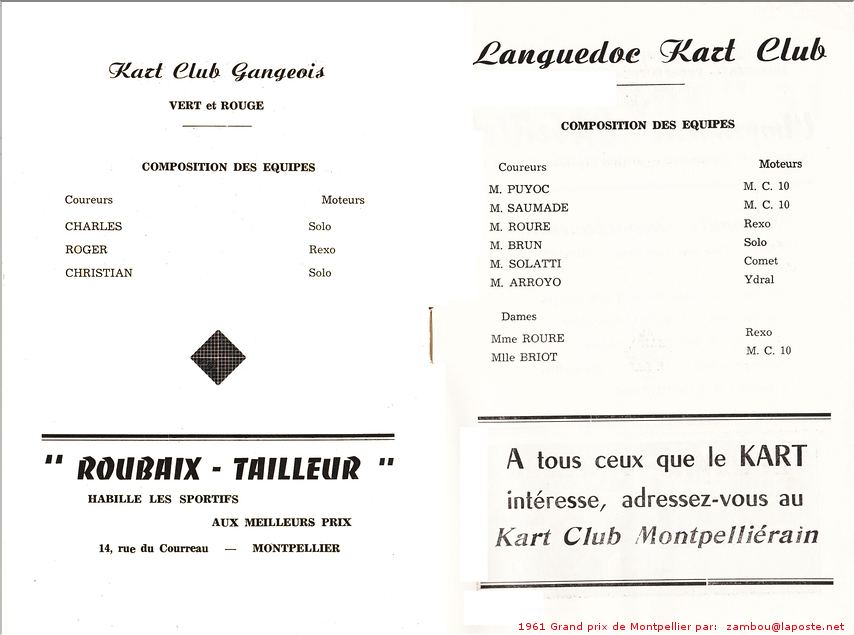 Kart Club Gangeois
VERT et ROUGE
COMPOSITION DES EQUIPES
Coureurs Moteurs
CHARLES Solo
ROGER Rexo
CHRISTIAN Solo
" ROUBAIX - TAILLEUR "
HABILLE LES SPORTIFS
AUX MEILLEURS PRIX
14, rue du Courreau — MONTPELLIER
Languedoc Kart Club
COMPOSITION DES EQUIPES
Coureurs Moteurs
M. PUYOC M. C. 10
M. SAUMADE M. C. 10
M. ROURE Rexo
M. BRUN Solo
M. SOLATTI Comet
M. ARROYO Ydral
Dames
Mme ROURE Rexo
Mlle BRIOT M. C. 10
A tous ceux que le KART
intéresse, adressez-vous au
Kart Club Montpelliérain
1961 Grand prix de Montpellier par: zambou@laposte.net